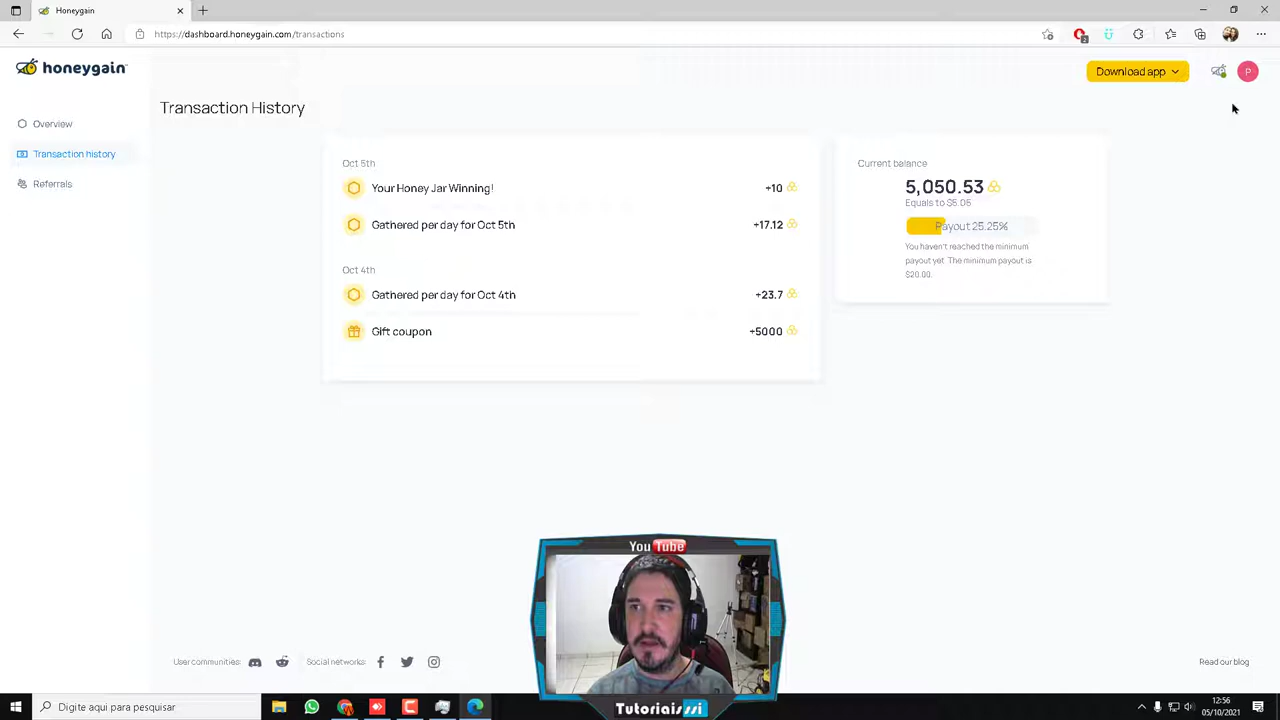 Honeygain
https://dashboard.honeygain.com/transactions
honeygain
Download app
P
Transaction History
Overview
Transaction history
Referrals
Oct 5th
Your Honey Jar Winning! +10
Gathered per day for Oct 5th +17.12
Oct 4th
Gathered per day for Oct 4th +23.7
Gift coupon +5000
Current balance
5,050.53
Equals to $5.05
Payout 25.25%
You haven't reached the minimum
payout yet. The minimum payout is
$20.00.
YouTube
User communities:
Social networks:
Read our blog
Tutoriaisssi
Digite aqui para pesquisar
12:56
05/10/2021